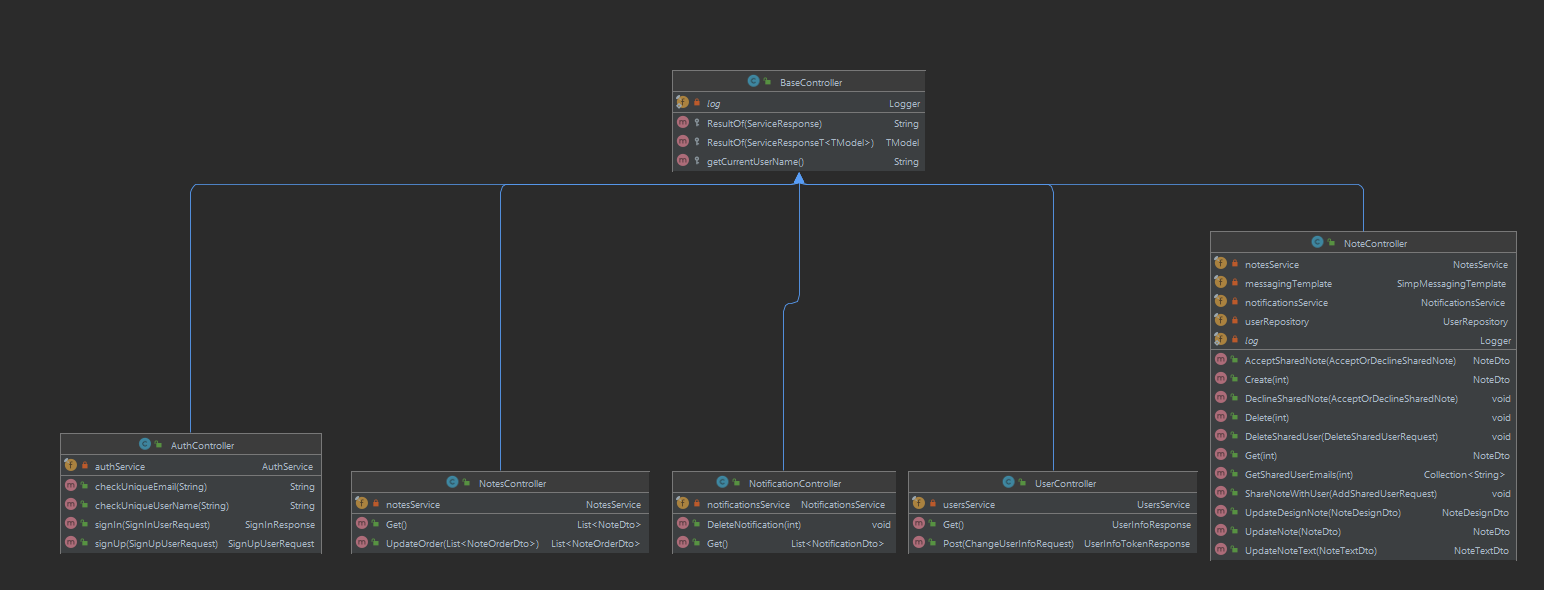 BaseController
log Logger
ResultOf(ServiceResponse) String
ResultOf(ServiceResponseT<TModel>) TModel
getCurrentUserName() String
NoteController
notesService NotesService
messagingTemplate SimpMessagingTemplate
notificationsService NotificationsService
userRepository UserRepository
log Logger
AcceptSharedNote(AcceptOrDeclineSharedNote) NoteDto
Create(int) NoteDto
DeclineSharedNote(AcceptOrDeclineSharedNote) void
Delete(int) void
DeleteSharedUser(DeleteSharedUserRequest) void
Get(int) NoteDto
GetSharedUserEmails(int) Collection<String>
ShareNoteWithUser(AddSharedUserRequest) void
UpdateDesignNote(NoteDesignDto) NoteDesignDto
UpdateNote(NoteDto) NoteDto
UpdateNoteText(NoteTextDto) NoteTextDto
AuthController
authService AuthService
checkUniqueEmail(String) String
checkUniqueUserName(String) String
signIn(SignInUserRequest) SignInResponse
signUp(SignUpUserRequest) SignUpUserRequest
NotesController
notesService NotesService
Get() List<NoteDto>
UpdateOrder(List<NoteOrderDto>) List<NoteOrderDto>
NotificationController
notificationsService NotificationsService
DeleteNotification(int) void
Get() List<NotificationDto>
UserController
usersService UsersService
Get() UserInfoResponse
Post(ChangeUserInfoRequest) UserInfoTokenResponse